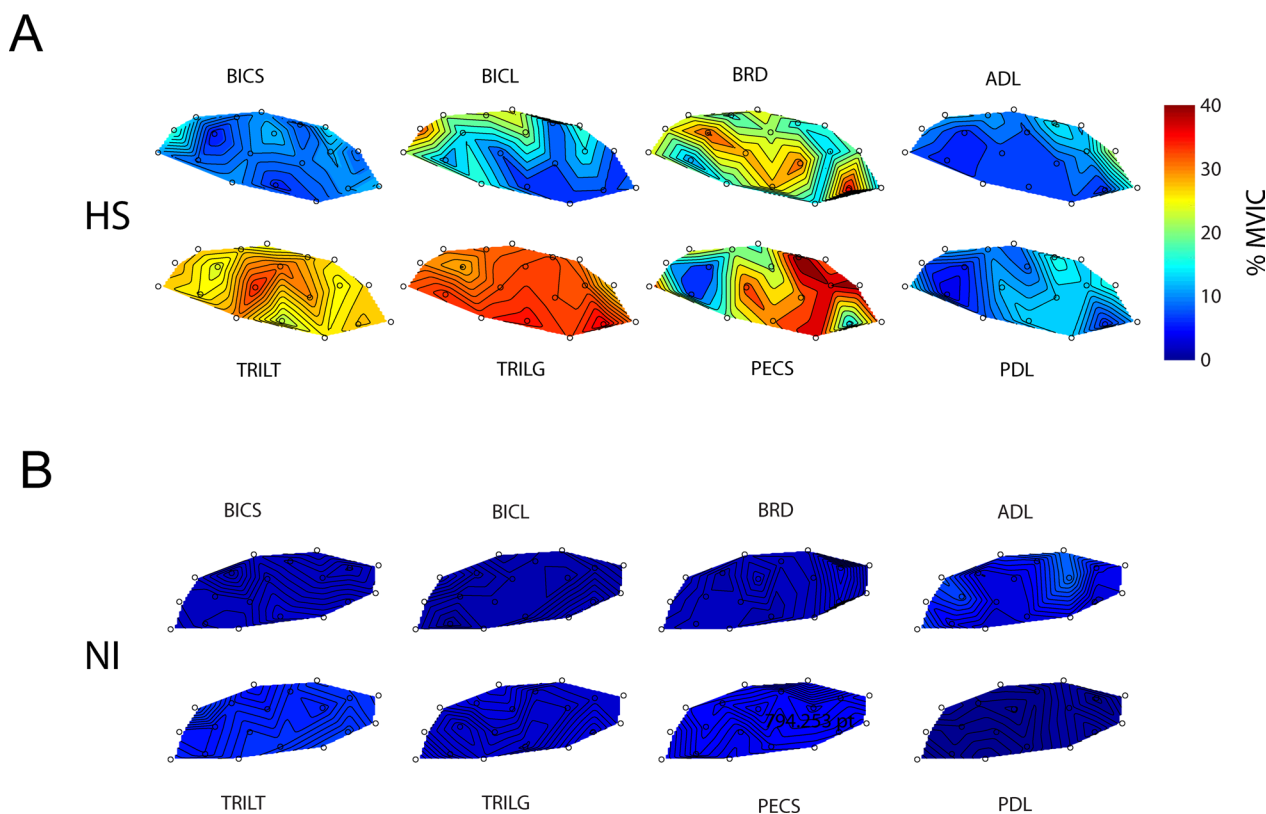 A
BICS BICL BRD ADL
HS
TRILT TRILG PECS PDL
40
30
20
10
0
% MVIC
B
BICS BICL BRD ADL
NI
794.253 pt
TRILT TRILG PECS PDL